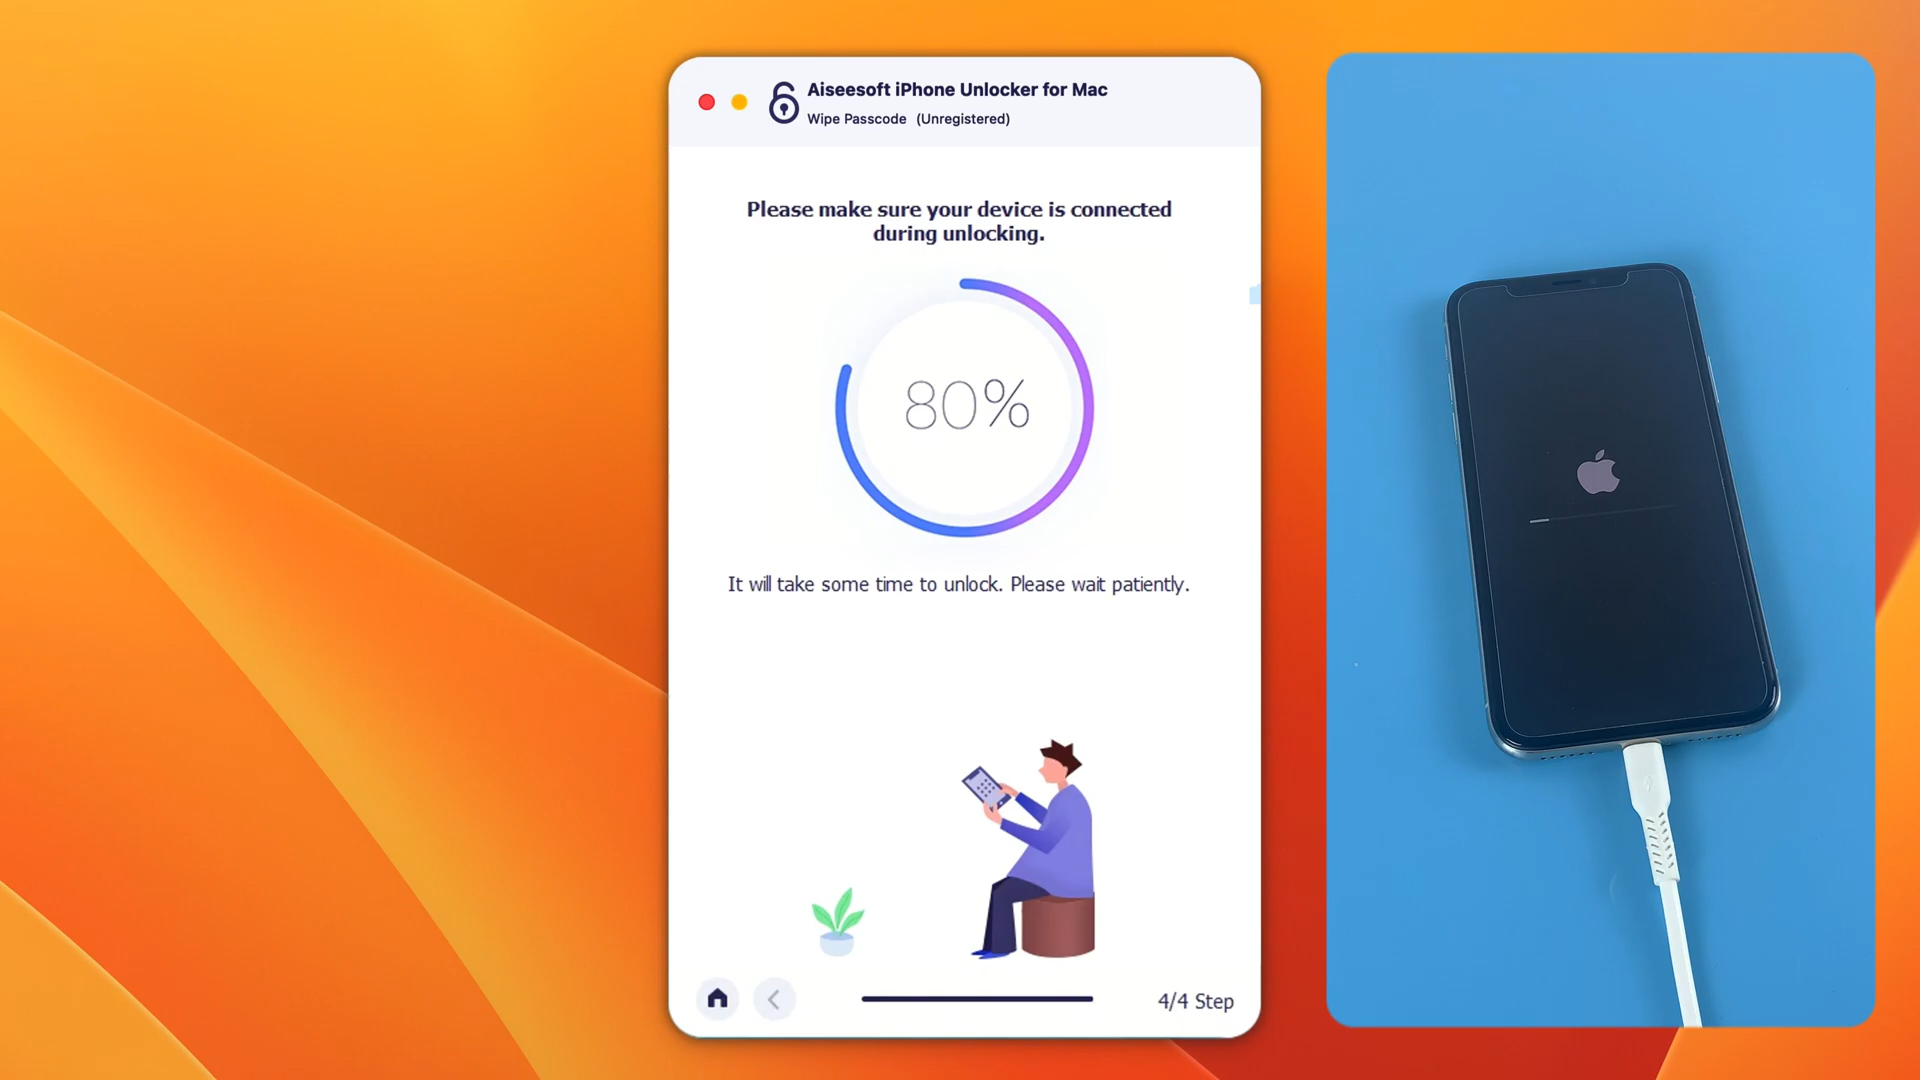 Aiseesoft iPhone Unlocker for Mac
Wipe Passcode (Unregistered)
Please make sure your device is connected
during unlocking.
80%
It will take some time to unlock. Please wait patiently.
4/4 Step